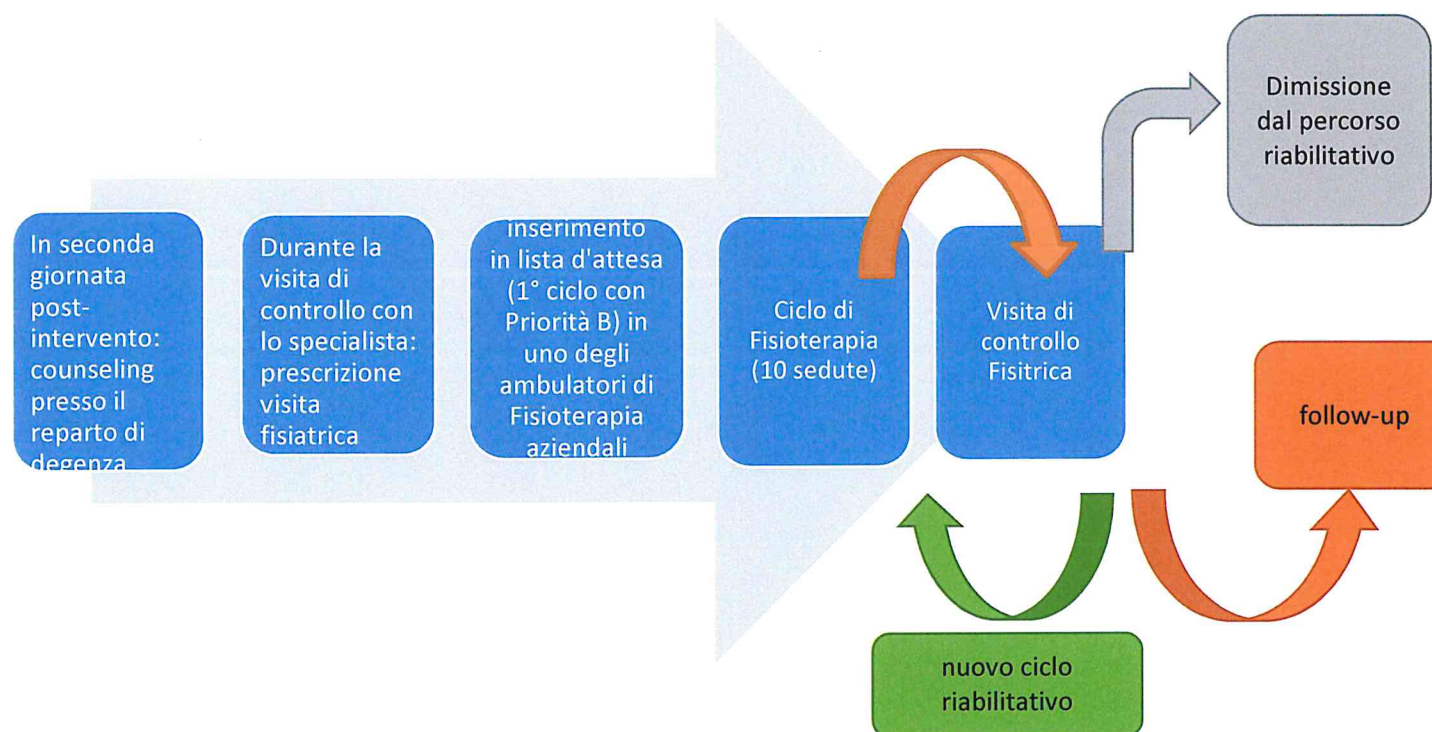 In seconda
giornata
post-
intervento:
counseling
presso il
reparto di
degenza
Durante la
visita di
controllo con
lo specialista:
prescrizione
visita
fisiatrica
inserimento
in lista d'attesa
(1° ciclo con
Priorità B) in
uno degli
ambulatori di
Fisioterapia
aziendali
Ciclo di
Fisioterapia
(10 sedute)
Visita di
controllo
Fisitrica
Dimissione
dal percorso
riabilitativo
follow-up
nuovo ciclo
riabilitativo